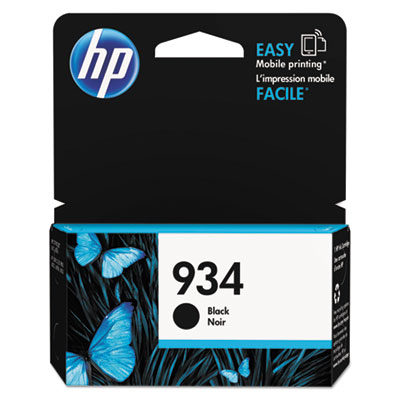 hp
EASY
Mobile printing*
L'impression mobile
FACILE*
934
Black
Noir